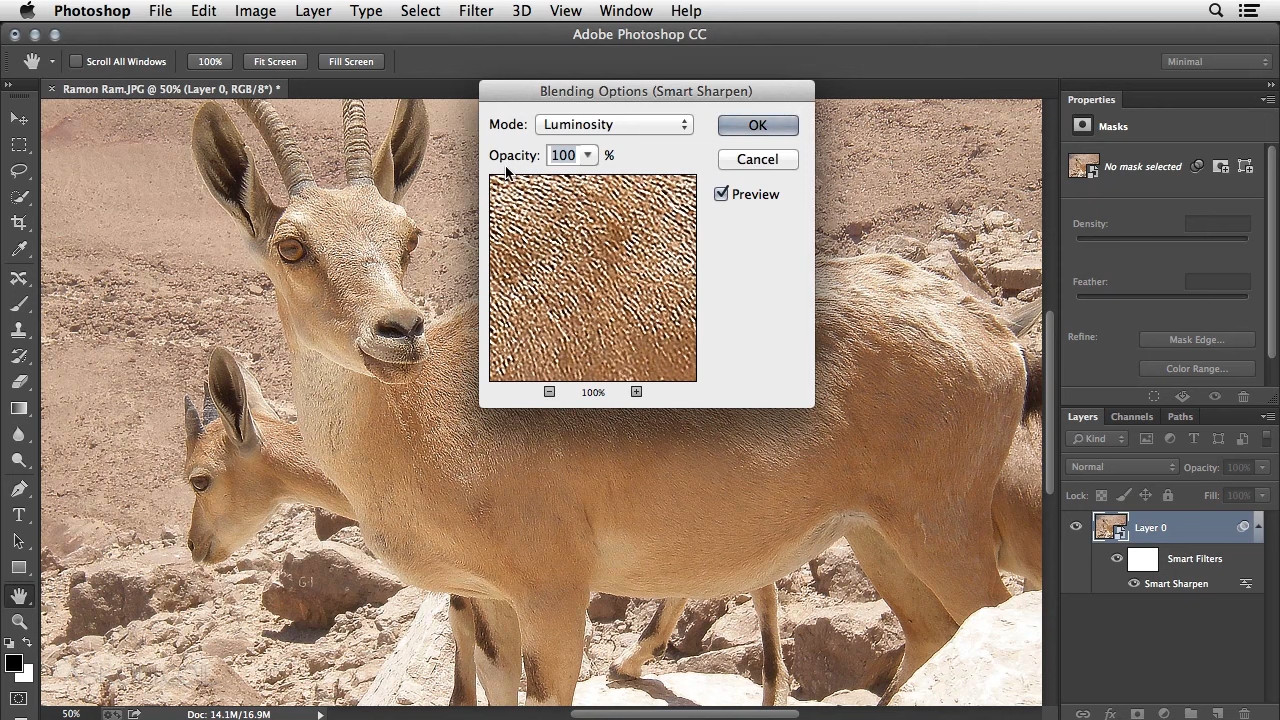 Photoshop File Edit Image Layer Type Select Filter 3D View Window Help
Adobe Photoshop CC
Scroll All Windows 100% Fit Screen Fill Screen Minimal
× Ramon Ram.JPG @ 50% (Layer 0, RGB/8*) *
Blending Options (Smart Sharpen)
Mode: Luminosity
OK
Opacity: 100 %
Cancel
Preview
100%
Properties
Masks
No mask selected
Density:
Feather:
Refine: Mask Edge...
Color Range...
Layers Channels Paths
Kind
Normal Opacity: 100%
Lock: Fill: 100%
Layer 0
Smart Filters
Smart Sharpen
50% Doc: 14.1M/16.9M